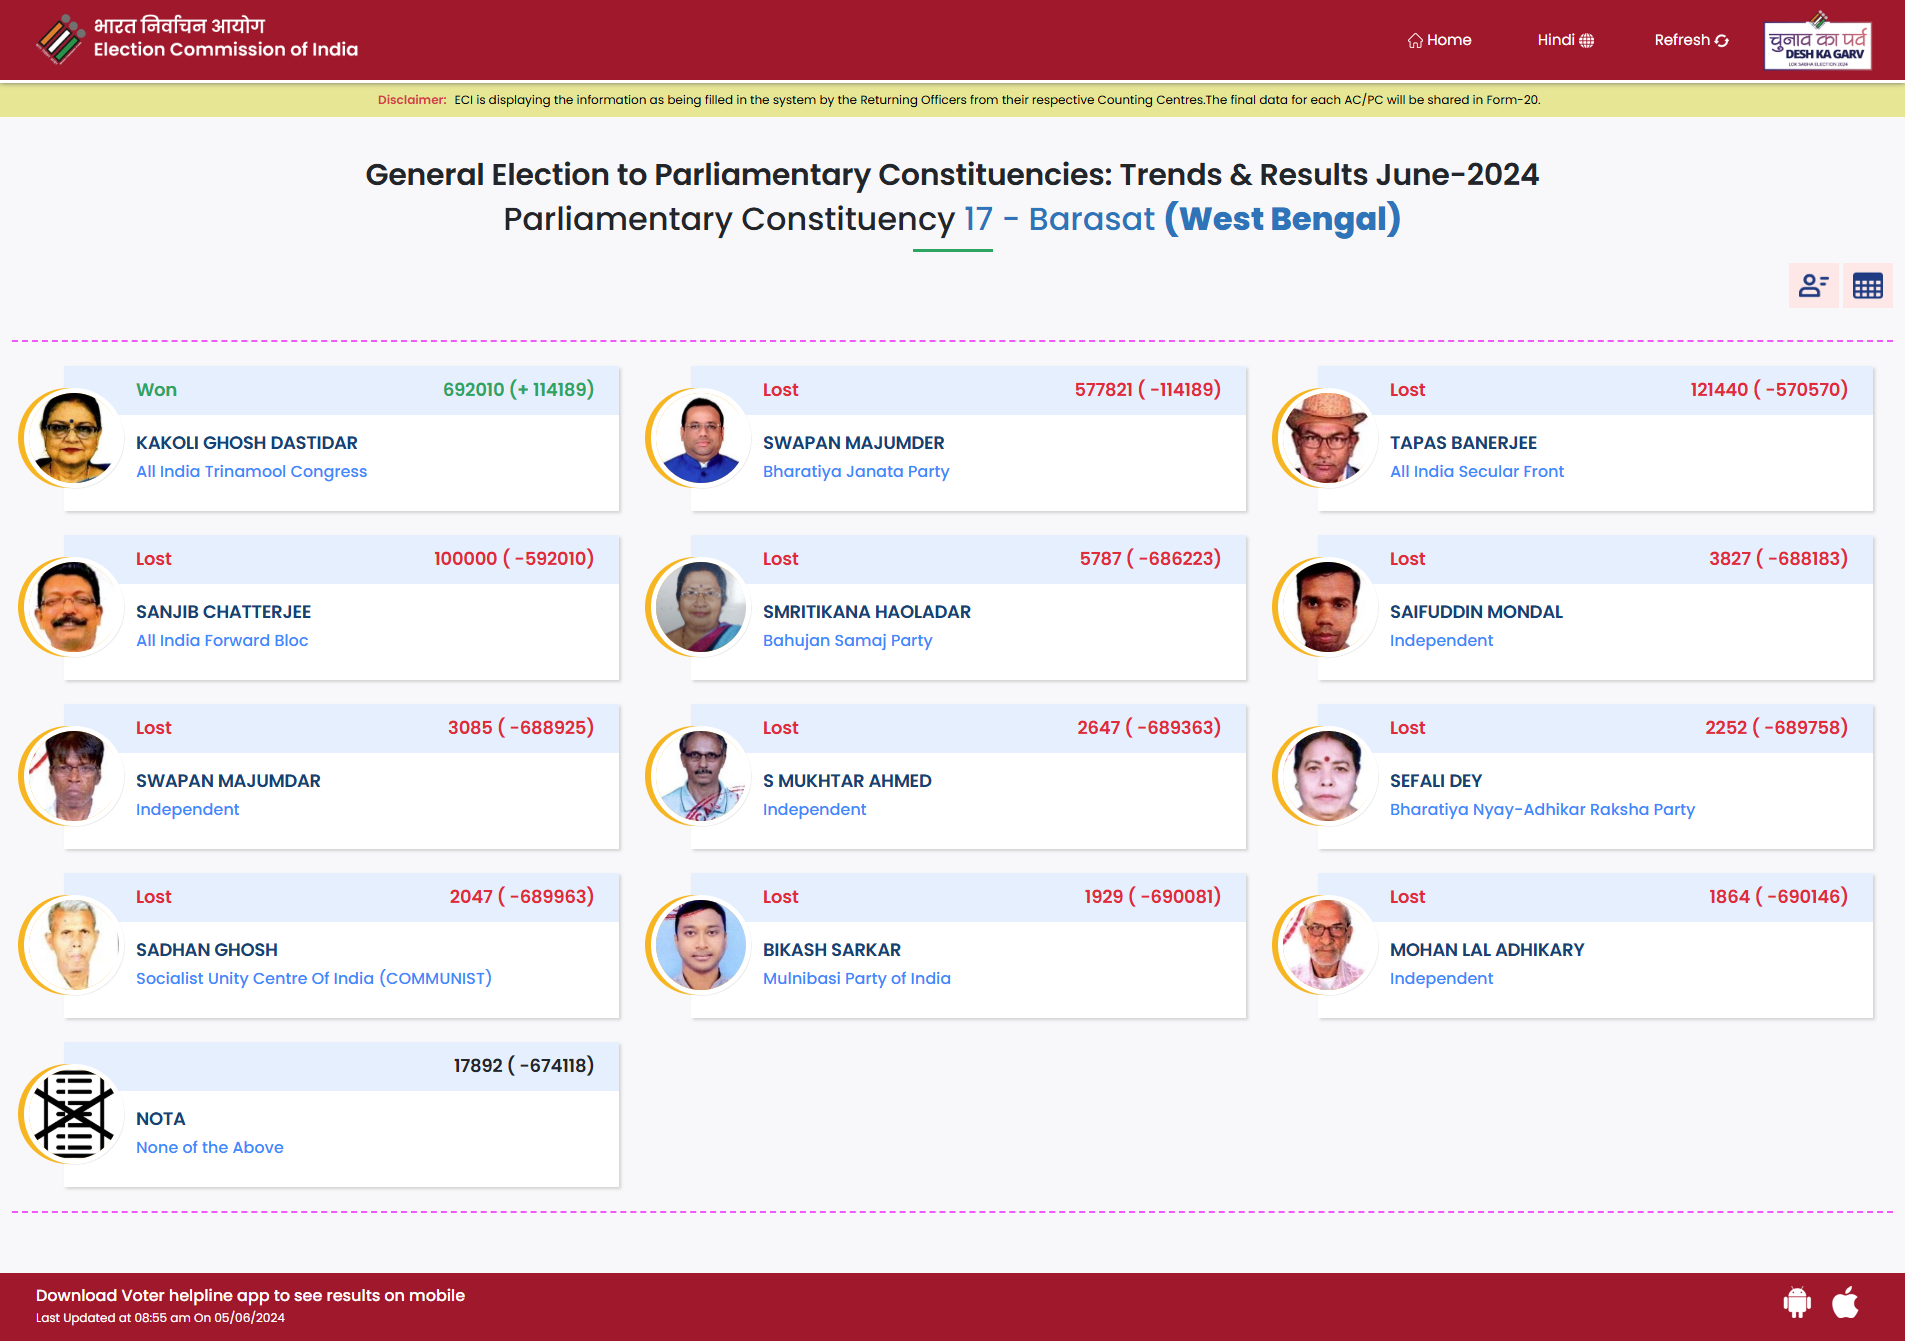 भारत निर्वाचन आयोग
Election Commission of India
Home
Hindi
Refresh
चुनाव का पर्व
DESH KA GARV
LOK SABHA ELECTION 2024
Disclaimer: ECI is displaying the information as being filled in the system by the Returning Officers from their respective Counting Centres.The final data for each AC/PC will be shared in Form-20.
General Election to Parliamentary Constituencies: Trends & Results June-2024
Parliamentary Constituency 17 - Barasat (West Bengal)
Won 692010 (+ 114189)
KAKOLI GHOSH DASTIDAR
All India Trinamool Congress
Lost 577821 ( -114189)
SWAPAN MAJUMDER
Bharatiya Janata Party
Lost 121440 ( -570570)
TAPAS BANERJEE
All India Secular Front
Lost 100000 ( -592010)
SANJIB CHATTERJEE
All India Forward Bloc
Lost 5787 ( -686223)
SMRITIKANA HAOLADAR
Bahujan Samaj Party
Lost 3827 ( -688183)
SAIFUDDIN MONDAL
Independent
Lost 3085 ( -688925)
SWAPAN MAJUMDAR
Independent
Lost 2647 ( -689363)
S MUKHTAR AHMED
Independent
Lost 2252 ( -689758)
SEFALI DEY
Bharatiya Nyay-Adhikar Raksha Party
Lost 2047 ( -689963)
SADHAN GHOSH
Socialist Unity Centre Of India (COMMUNIST)
Lost 1929 ( -690081)
BIKASH SARKAR
Mulnibasi Party of India
Lost 1864 ( -690146)
MOHAN LAL ADHIKARY
Independent
17892 ( -674118)
NOTA
None of the Above
Download Voter helpline app to see results on mobile
Last Updated at 08:55 am On 05/06/2024